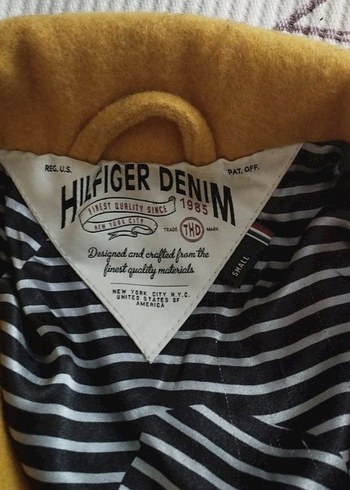 REG. U.S. PAT. OFF.
HILFIGER DENIM
FINEST QUALITY SINCE 1985
NEW YORK CITY
TRADE THD MARK
Designed and crafted from the
finest quality materials
NEW YORK CITY N.Y.C.
UNITED STATES OF
AMERICA
SMALL